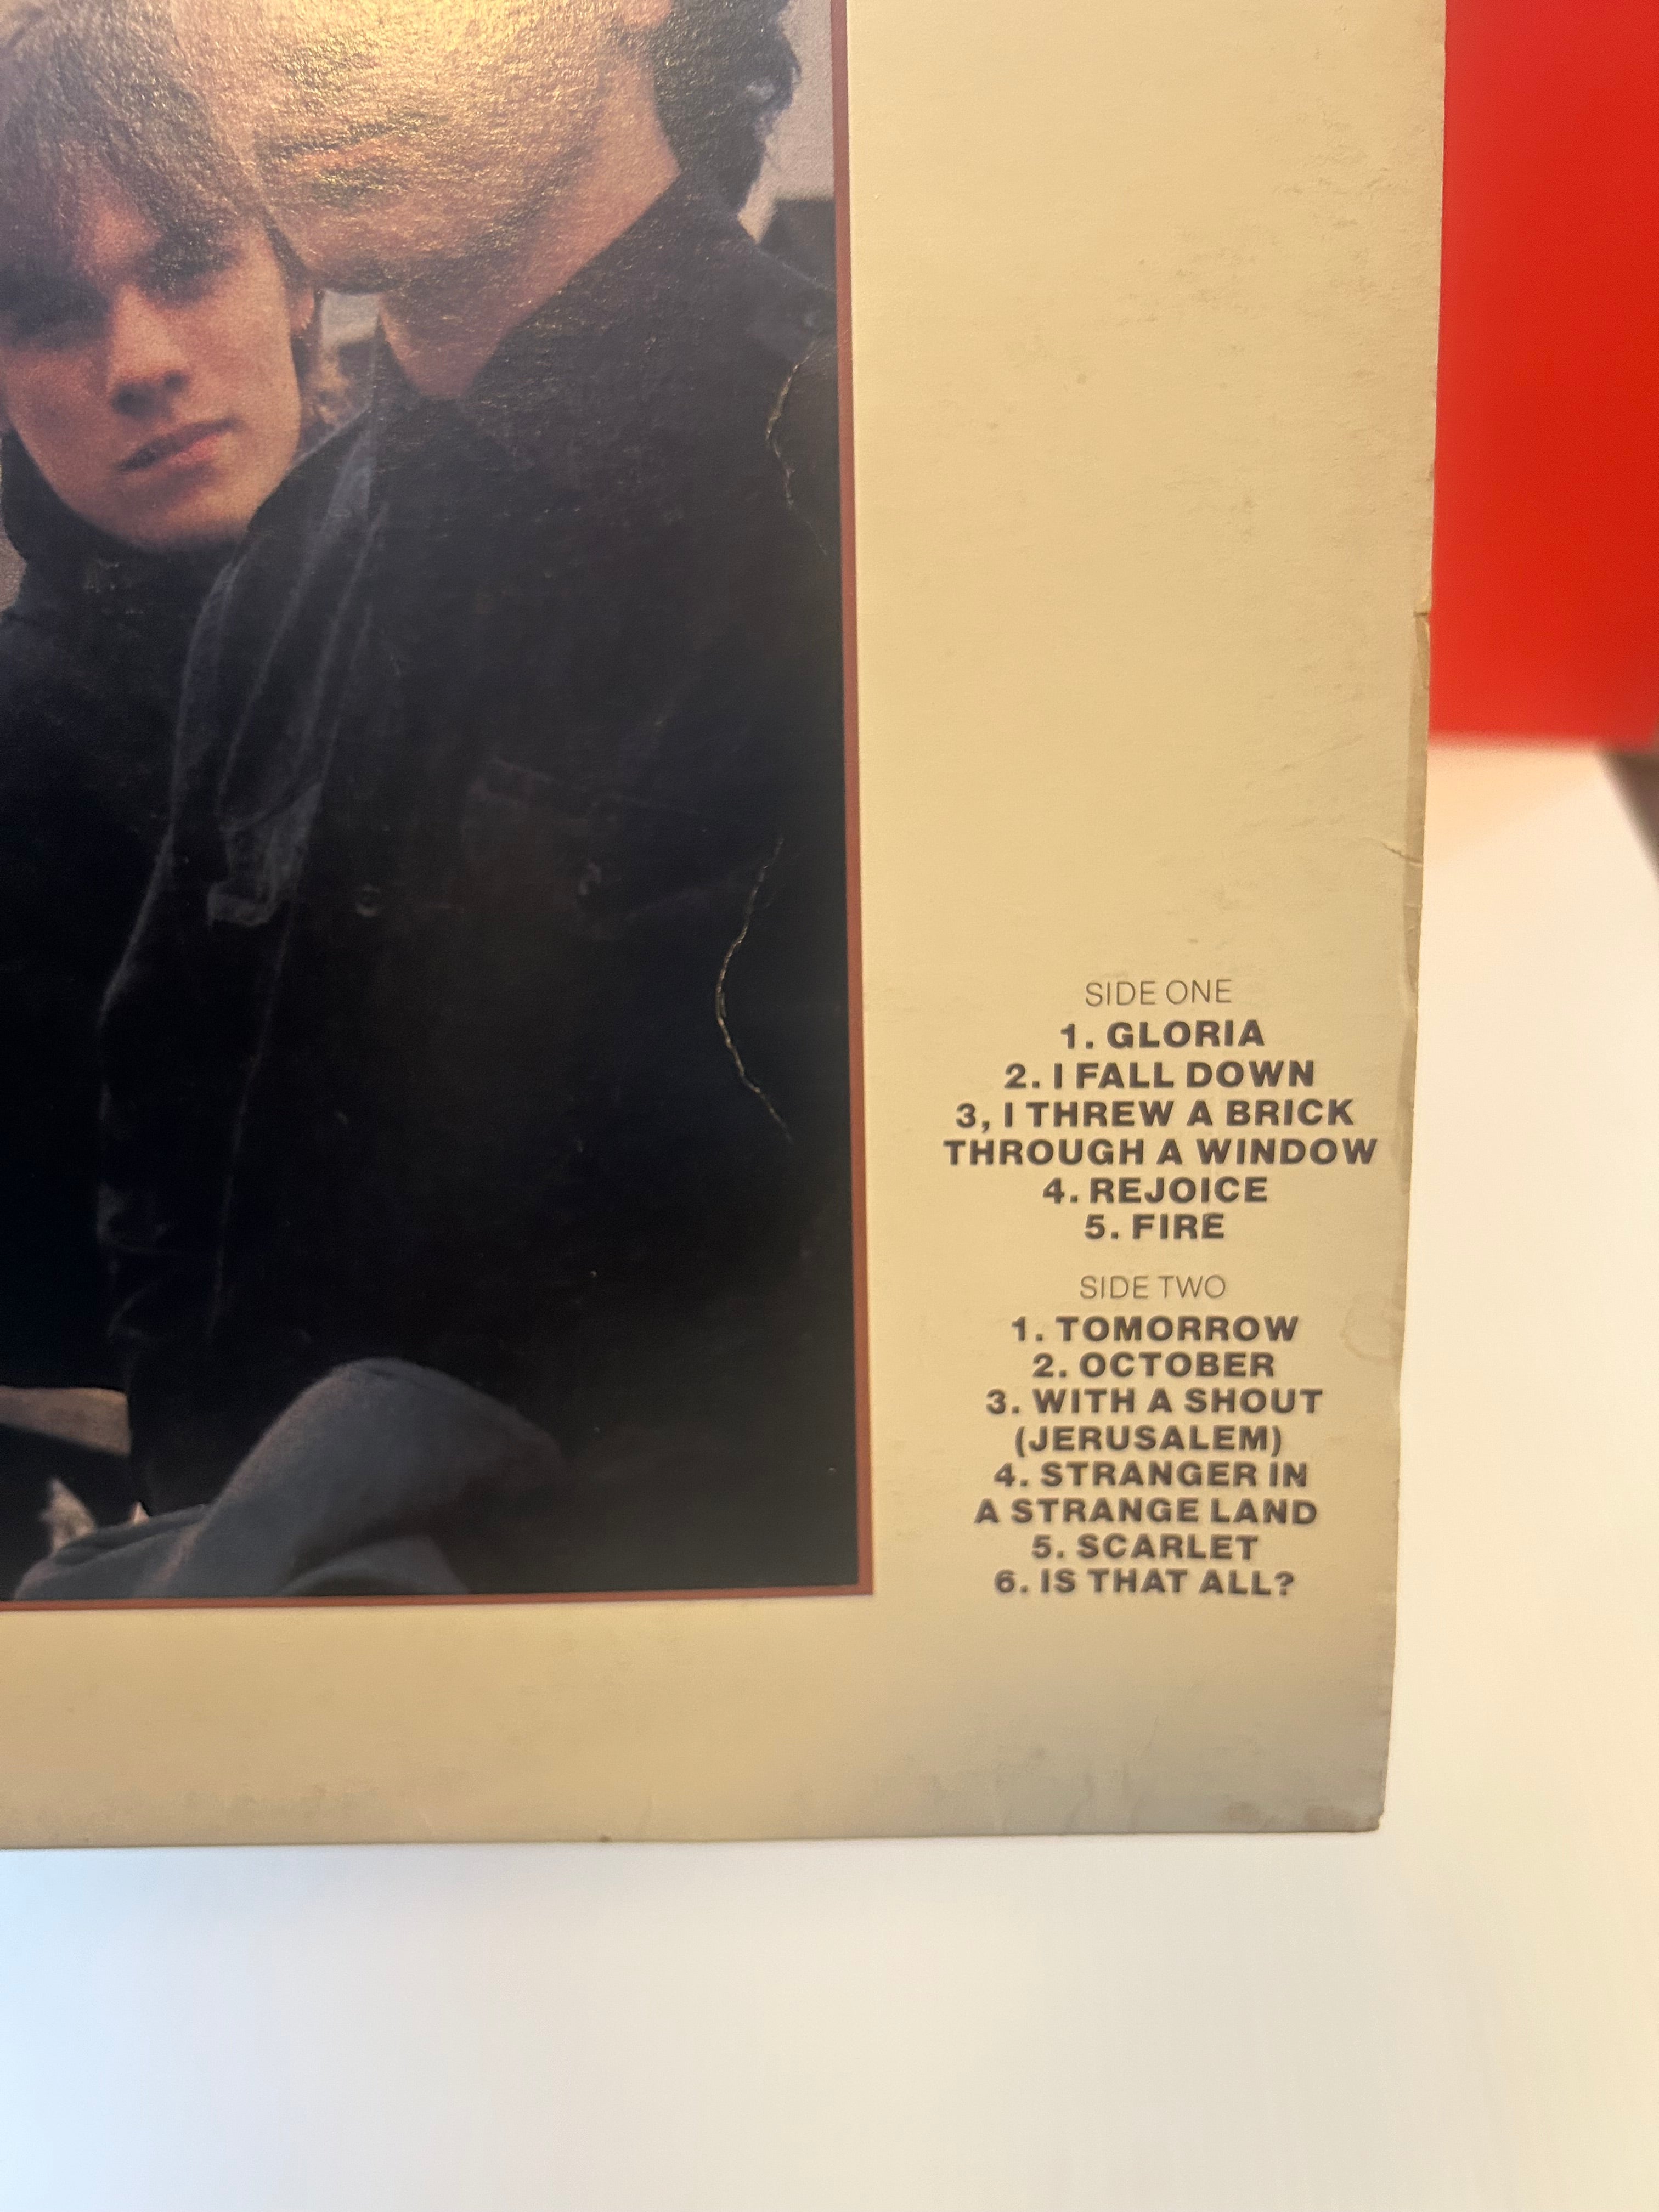 SIDE ONE
1. GLORIA
2. I FALL DOWN
3, I THREW A BRICK
THROUGH A WINDOW
4. REJOICE
5. FIRE
SIDE TWO
1. TOMORROW
2. OCTOBER
3. WITH A SHOUT
(JERUSALEM)
4. STRANGER IN
A STRANGE LAND
5. SCARLET
6. IS THAT ALL?